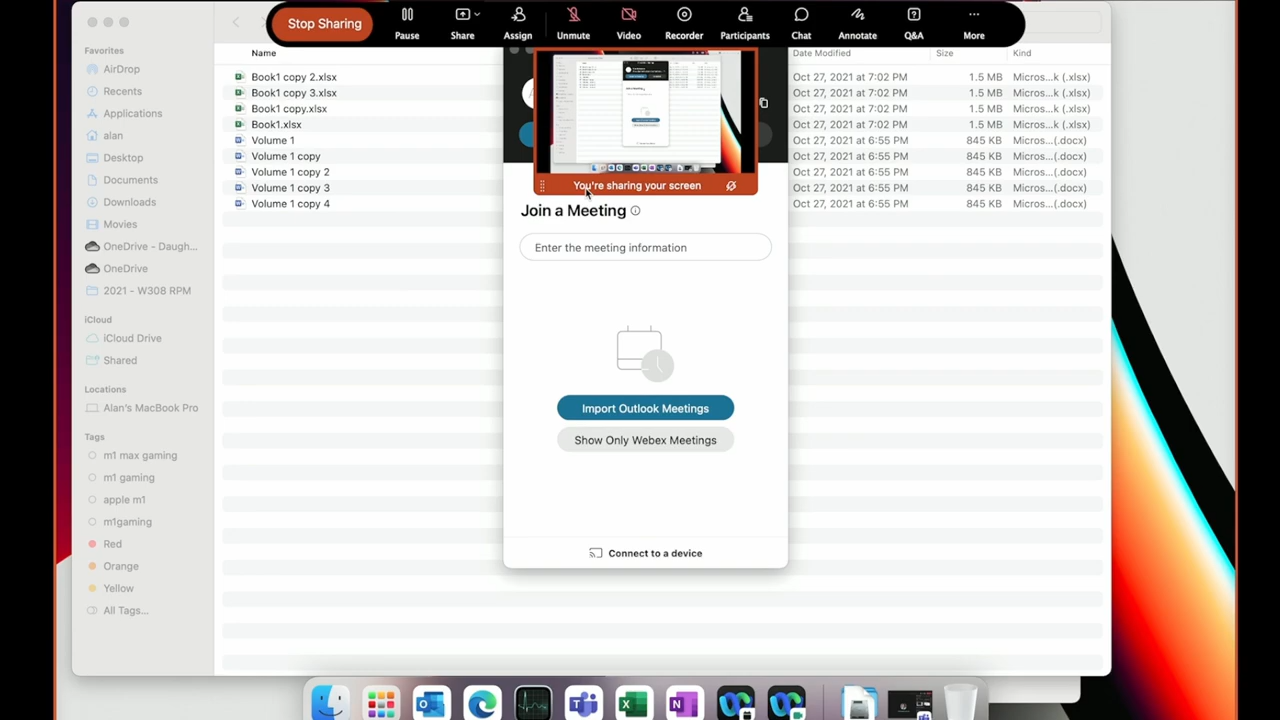 Stop Sharing
Pause
Share
Assign
Unmute
Video
Recorder
Participants
Chat
Annotate
Q&A
More
Favorites
AirDrop
Recents
Applications
alan
Desktop
Documents
Downloads
Movies
OneDrive - Daugh...
OneDrive
2021 - W308 RPM
iCloud
iCloud Drive
Shared
Locations
Alan's MacBook Pro
Tags
m1 max gaming
m1 gaming
apple m1
m1gaming
Red
Orange
Yellow
All Tags...
Name Date Modified Size Kind
Book1 copy 2.xlsx Oct 27, 2021 at 7:02 PM 1.5 MB Micros...k (.xlsx)
Book1 copy 3.xlsx Oct 27, 2021 at 7:02 PM 1.5 MB Micros...k (.xlsx)
Book1 copy.xlsx Oct 27, 2021 at 7:02 PM 1.5 MB Micros...k (.xlsx)
Book1.xlsx Oct 27, 2021 at 7:02 PM 1.5 MB Micros...k (.xlsx)
Volume 1 Oct 27, 2021 at 6:55 PM 845 KB Micros...(.docx)
Volume 1 copy Oct 27, 2021 at 6:55 PM 845 KB Micros...(.docx)
Volume 1 copy 2 Oct 27, 2021 at 6:55 PM 845 KB Micros...(.docx)
Volume 1 copy 3 Oct 27, 2021 at 6:55 PM 845 KB Micros...(.docx)
Volume 1 copy 4 Oct 27, 2021 at 6:55 PM 845 KB Micros...(.docx)
You're sharing your screen
Join a Meeting
Enter the meeting information
Import Outlook Meetings
Show Only Webex Meetings
Connect to a device